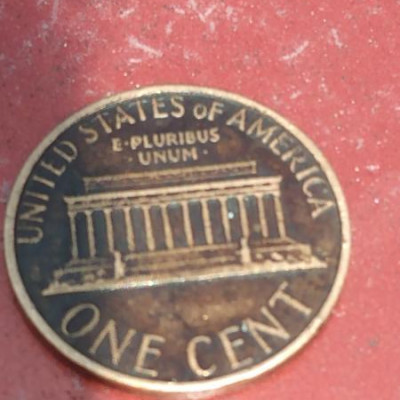 UNITED STATES OF AMERICA
E·PLURIBUS
·UNUM·
ONE CENT